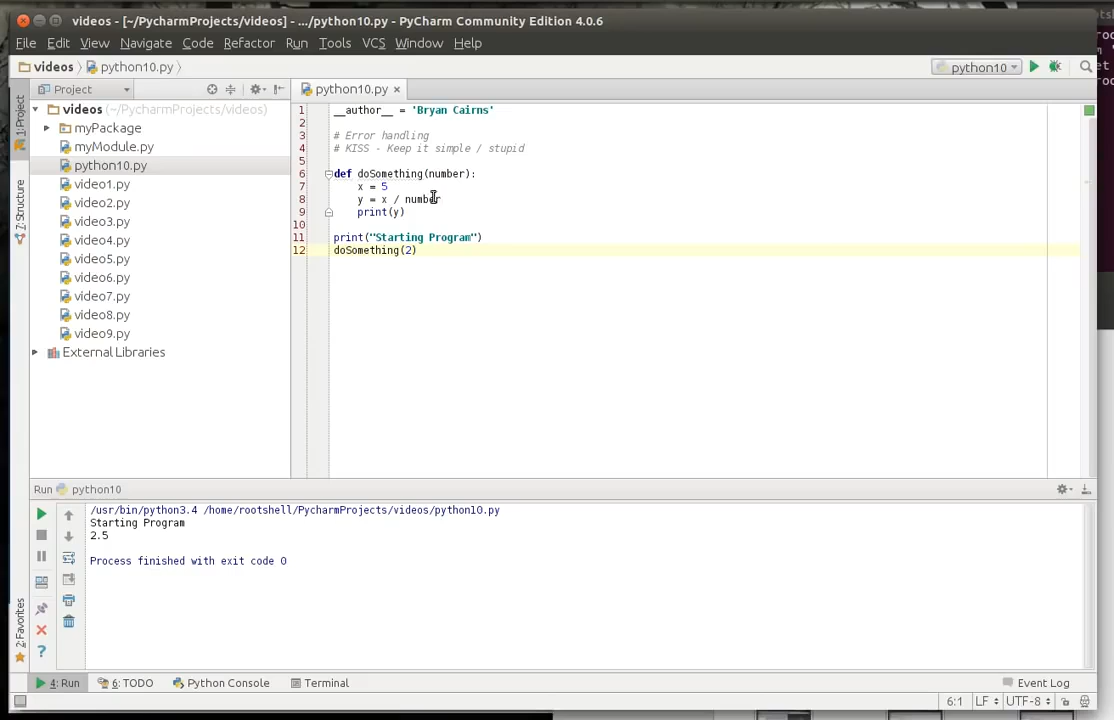 videos - [~/PycharmProjects/videos] - .../python10.py - PyCharm Community Edition 4.0.6
File Edit View Navigate Code Refactor Run Tools VCS Window Help
videos python10.py python10
1: Project
7: Structure
2: Favorites
Project
videos (~/PycharmProjects/videos)
myPackage
myModule.py
python10.py
video1.py
video2.py
video3.py
video4.py
video5.py
video6.py
video7.py
video8.py
video9.py
External Libraries
python10.py
1 __author__ = 'Bryan Cairns'
2
3 # Error handling
4 # KISS - Keep it simple / stupid
5
6 def doSomething(number):
7 x = 5
8 y = x / number
9 print(y)
10
11 print("Starting Program")
12 doSomething(2)
Run python10
/usr/bin/python3.4 /home/rootshell/PycharmProjects/videos/python10.py
Starting Program
2.5
Process finished with exit code 0
4: Run 6: TODO Python Console Terminal Event Log
6:1 LF UTF-8